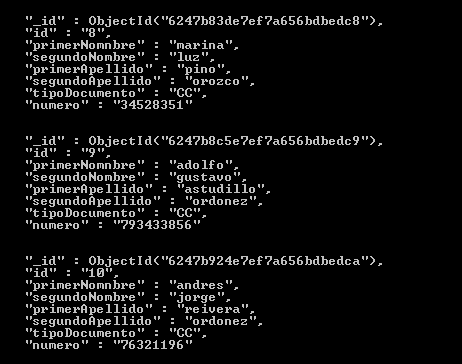 "_id" : ObjectId("6247b83de7ef7a656bdbedc8"),
"id" : "8",
"primerNomnbre" : "marina",
"segundoNombre" : "luz",
"primerApellido" : "pino",
"segundoApellido" : "orozco",
"tipoDocumento" : "CC",
"numero" : "34528351"
"_id" : ObjectId("6247b8c5e7ef7a656bdbedc9"),
"id" : "9",
"primerNomnbre" : "adolfo",
"segundoNombre" : "gustavo",
"primerApellido" : "astudillo",
"segundoApellido" : "ordonez",
"tipoDocumento" : "CC",
"numero" : "793433856"
"_id" : ObjectId("6247b924e7ef7a656bdbedca"),
"id" : "10",
"primerNomnbre" : "andres",
"segundoNombre" : "jorge",
"primerApellido" : "reivera",
"segundoApellido" : "ordonez",
"tipoDocumento" : "CC",
"numero" : "76321196"